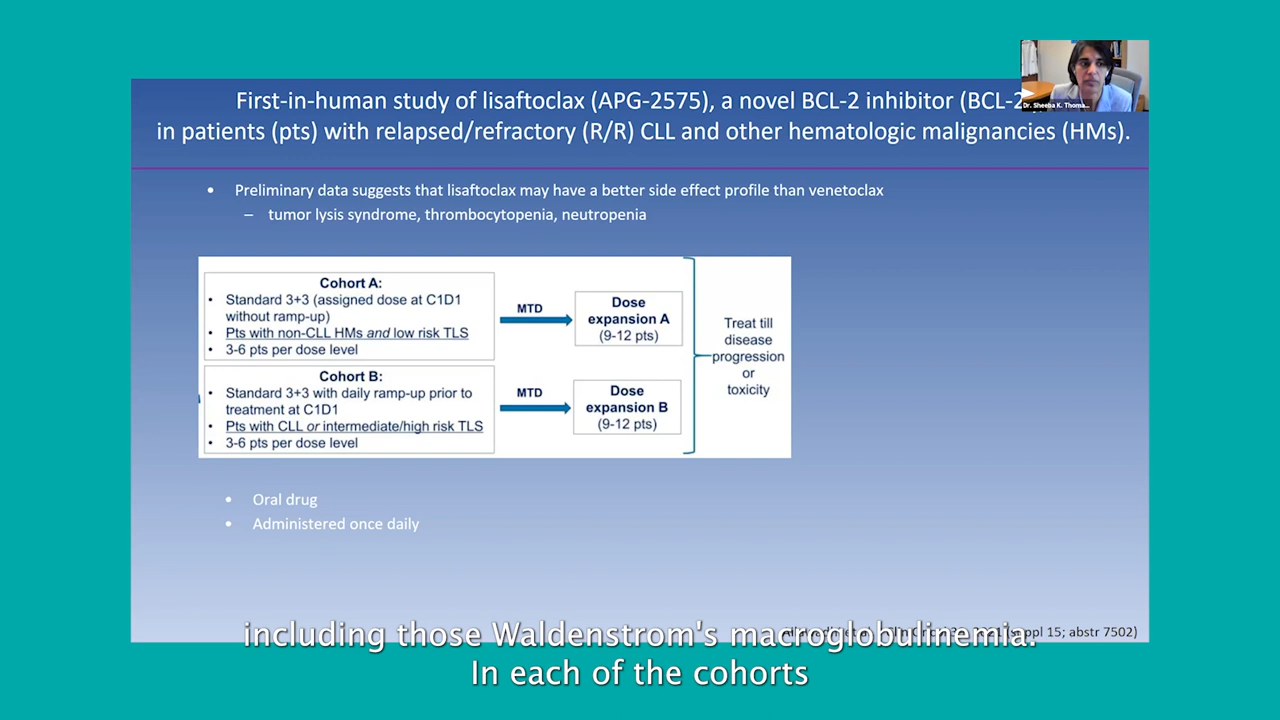 First-in-human study of lisaftoclax (APG-2575), a novel BCL-2 inhibitor (BCL-2
in patients (pts) with relapsed/refractory (R/R) CLL and other hematologic malignancies (HMs).
Dr. Sheeba K. Thoma...
• Preliminary data suggests that lisaftoclax may have a better side effect profile than venetoclax
– tumor lysis syndrome, thrombocytopenia, neutropenia
Cohort A:
• Standard 3+3 (assigned dose at C1D1
without ramp-up)
• Pts with non-CLL HMs and low risk TLS
• 3-6 pts per dose level
MTD
Dose
expansion A
(9-12 pts)
Cohort B:
• Standard 3+3 with daily ramp-up prior to
treatment at C1D1
• Pts with CLL or intermediate/high risk TLS
• 3-6 pts per dose level
MTD
Dose
expansion B
(9-12 pts)
Treat till
disease
progression
or
toxicity
• Oral drug
• Administered once daily
abstr 7502)
including those Waldenstrom's macroglobulinemia.
In each of the cohorts